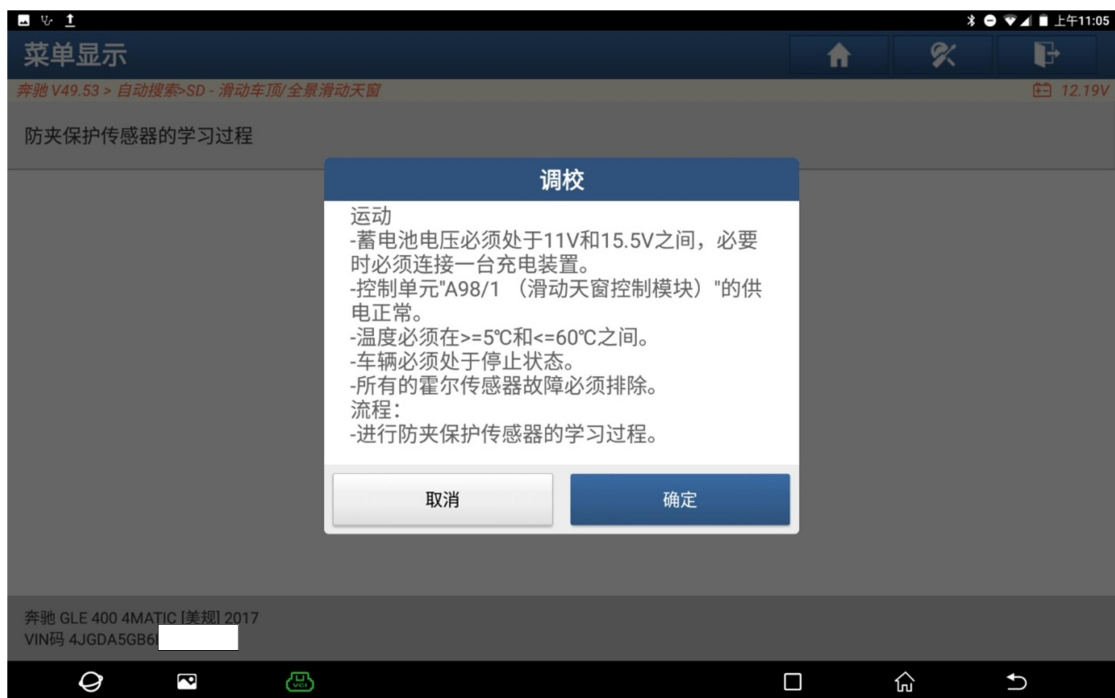 上午11:05
菜单显示
奔驰 V49.53 > 自动搜索>SD - 滑动车顶/全景滑动天窗
12.19V
防夹保护传感器的学习过程
调校
运动
-蓄电池电压必须处于11V和15.5V之间，必要
时必须连接一台充电装置。
-控制单元"A98/1 （滑动天窗控制模块）"的供
电正常。
-温度必须在>=5℃和<=60℃之间。
-车辆必须处于停止状态。
-所有的霍尔传感器故障必须排除。
流程：
-进行防夹保护传感器的学习过程。
取消
确定
奔驰 GLE 400 4MATIC [美规] 2017
VIN码 4JGDA5GB6
VCI